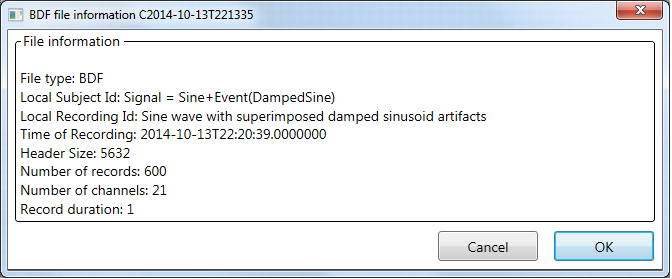 BDF file information C2014-10-13T221335
File information
File type: BDF
Local Subject Id: Signal = Sine+Event(DampedSine)
Local Recording Id: Sine wave with superimposed damped sinusoid artifacts
Time of Recording: 2014-10-13T22:20:39.0000000
Header Size: 5632
Number of records: 600
Number of channels: 21
Record duration: 1
Cancel
OK